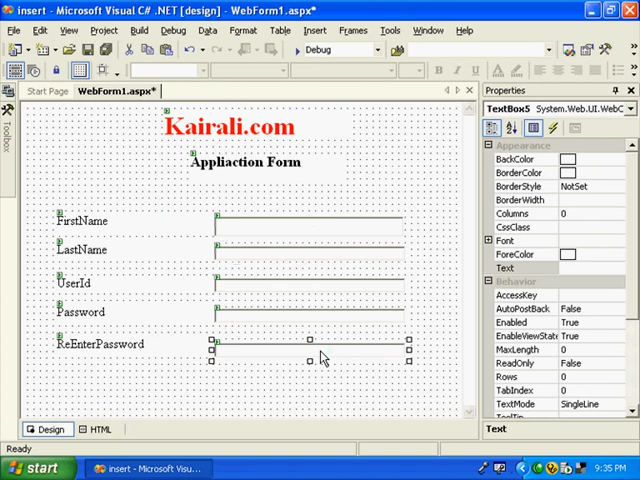 insert - Microsoft Visual C# .NET [design] - WebForm1.aspx*
File Edit View Project Build Debug Data Format Table Tools
Insert Frames Window Help
Debug
B I U
Start Page WebForm1.aspx*
Toolbox
Kairali.com
Appliaction Form
FirstName
LastName
UserId
Password
ReEnterPassword
Design HTML
Properties
TextBox5 System.Web.UI.WebC
Appearance
BackColor
BorderColor
BorderStyle NotSet
BorderWidth
Columns 0
CssClass
Font
ForeColor
Text
Behavior
AccessKey
AutoPostBack False
Enabled True
EnableViewState True
MaxLength 0
ReadOnly False
Rows 0
TabIndex 0
TextMode SingleLine
ToolTip
Text
Ready
start insert - Microsoft Visu... 9:35 PM